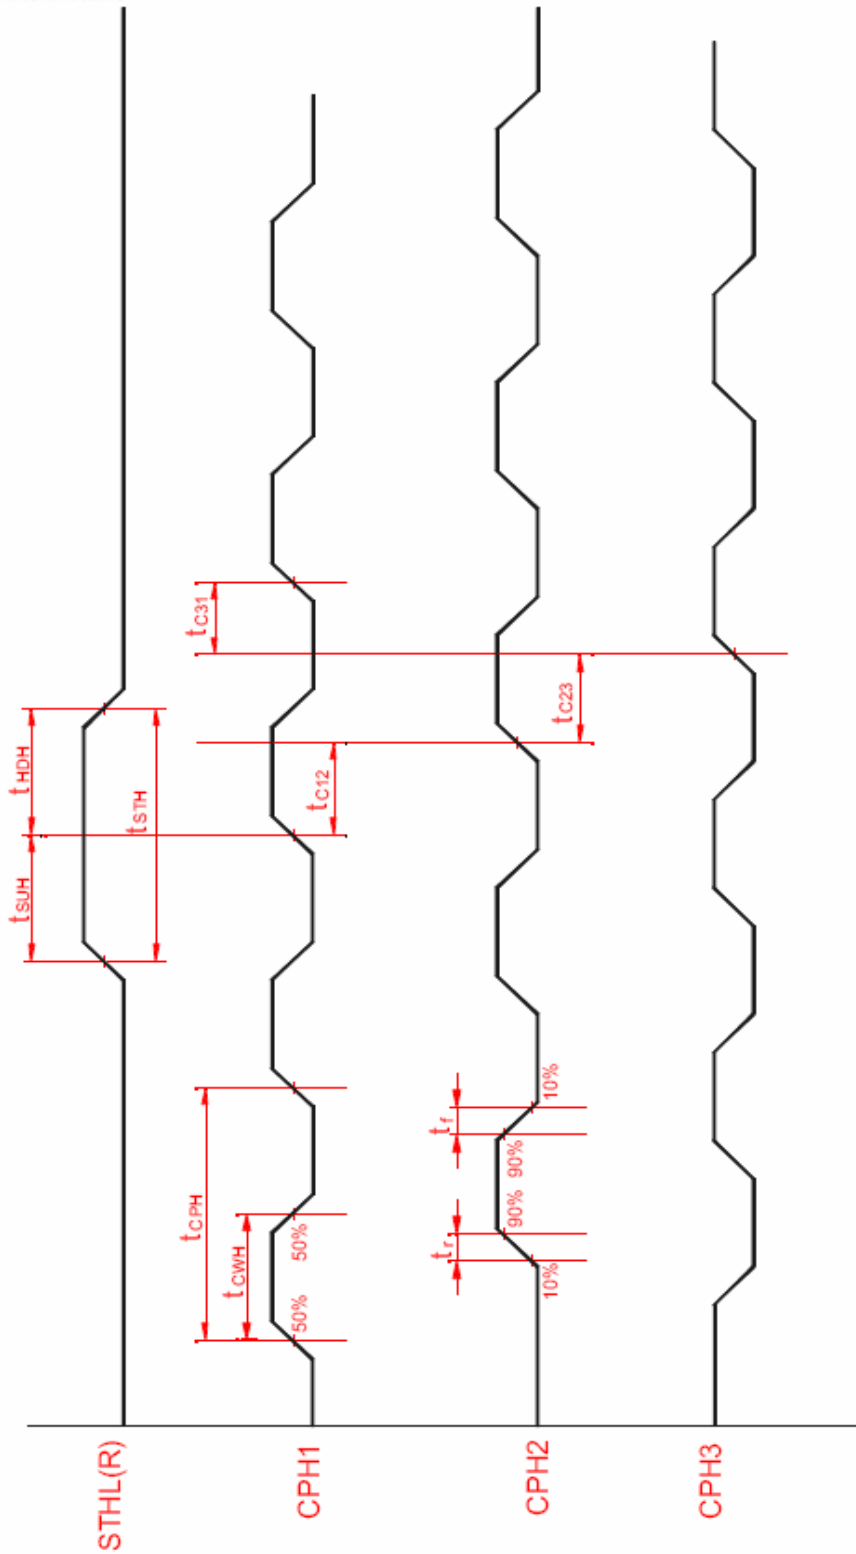 STHL(R)
tSUH
tHDH
tSTH
CPH1
tCPH
tCWH
50%
50%
tC12
tC31
CPH2
tr
tf
10%
90%
90%
10%
tC23
CPH3